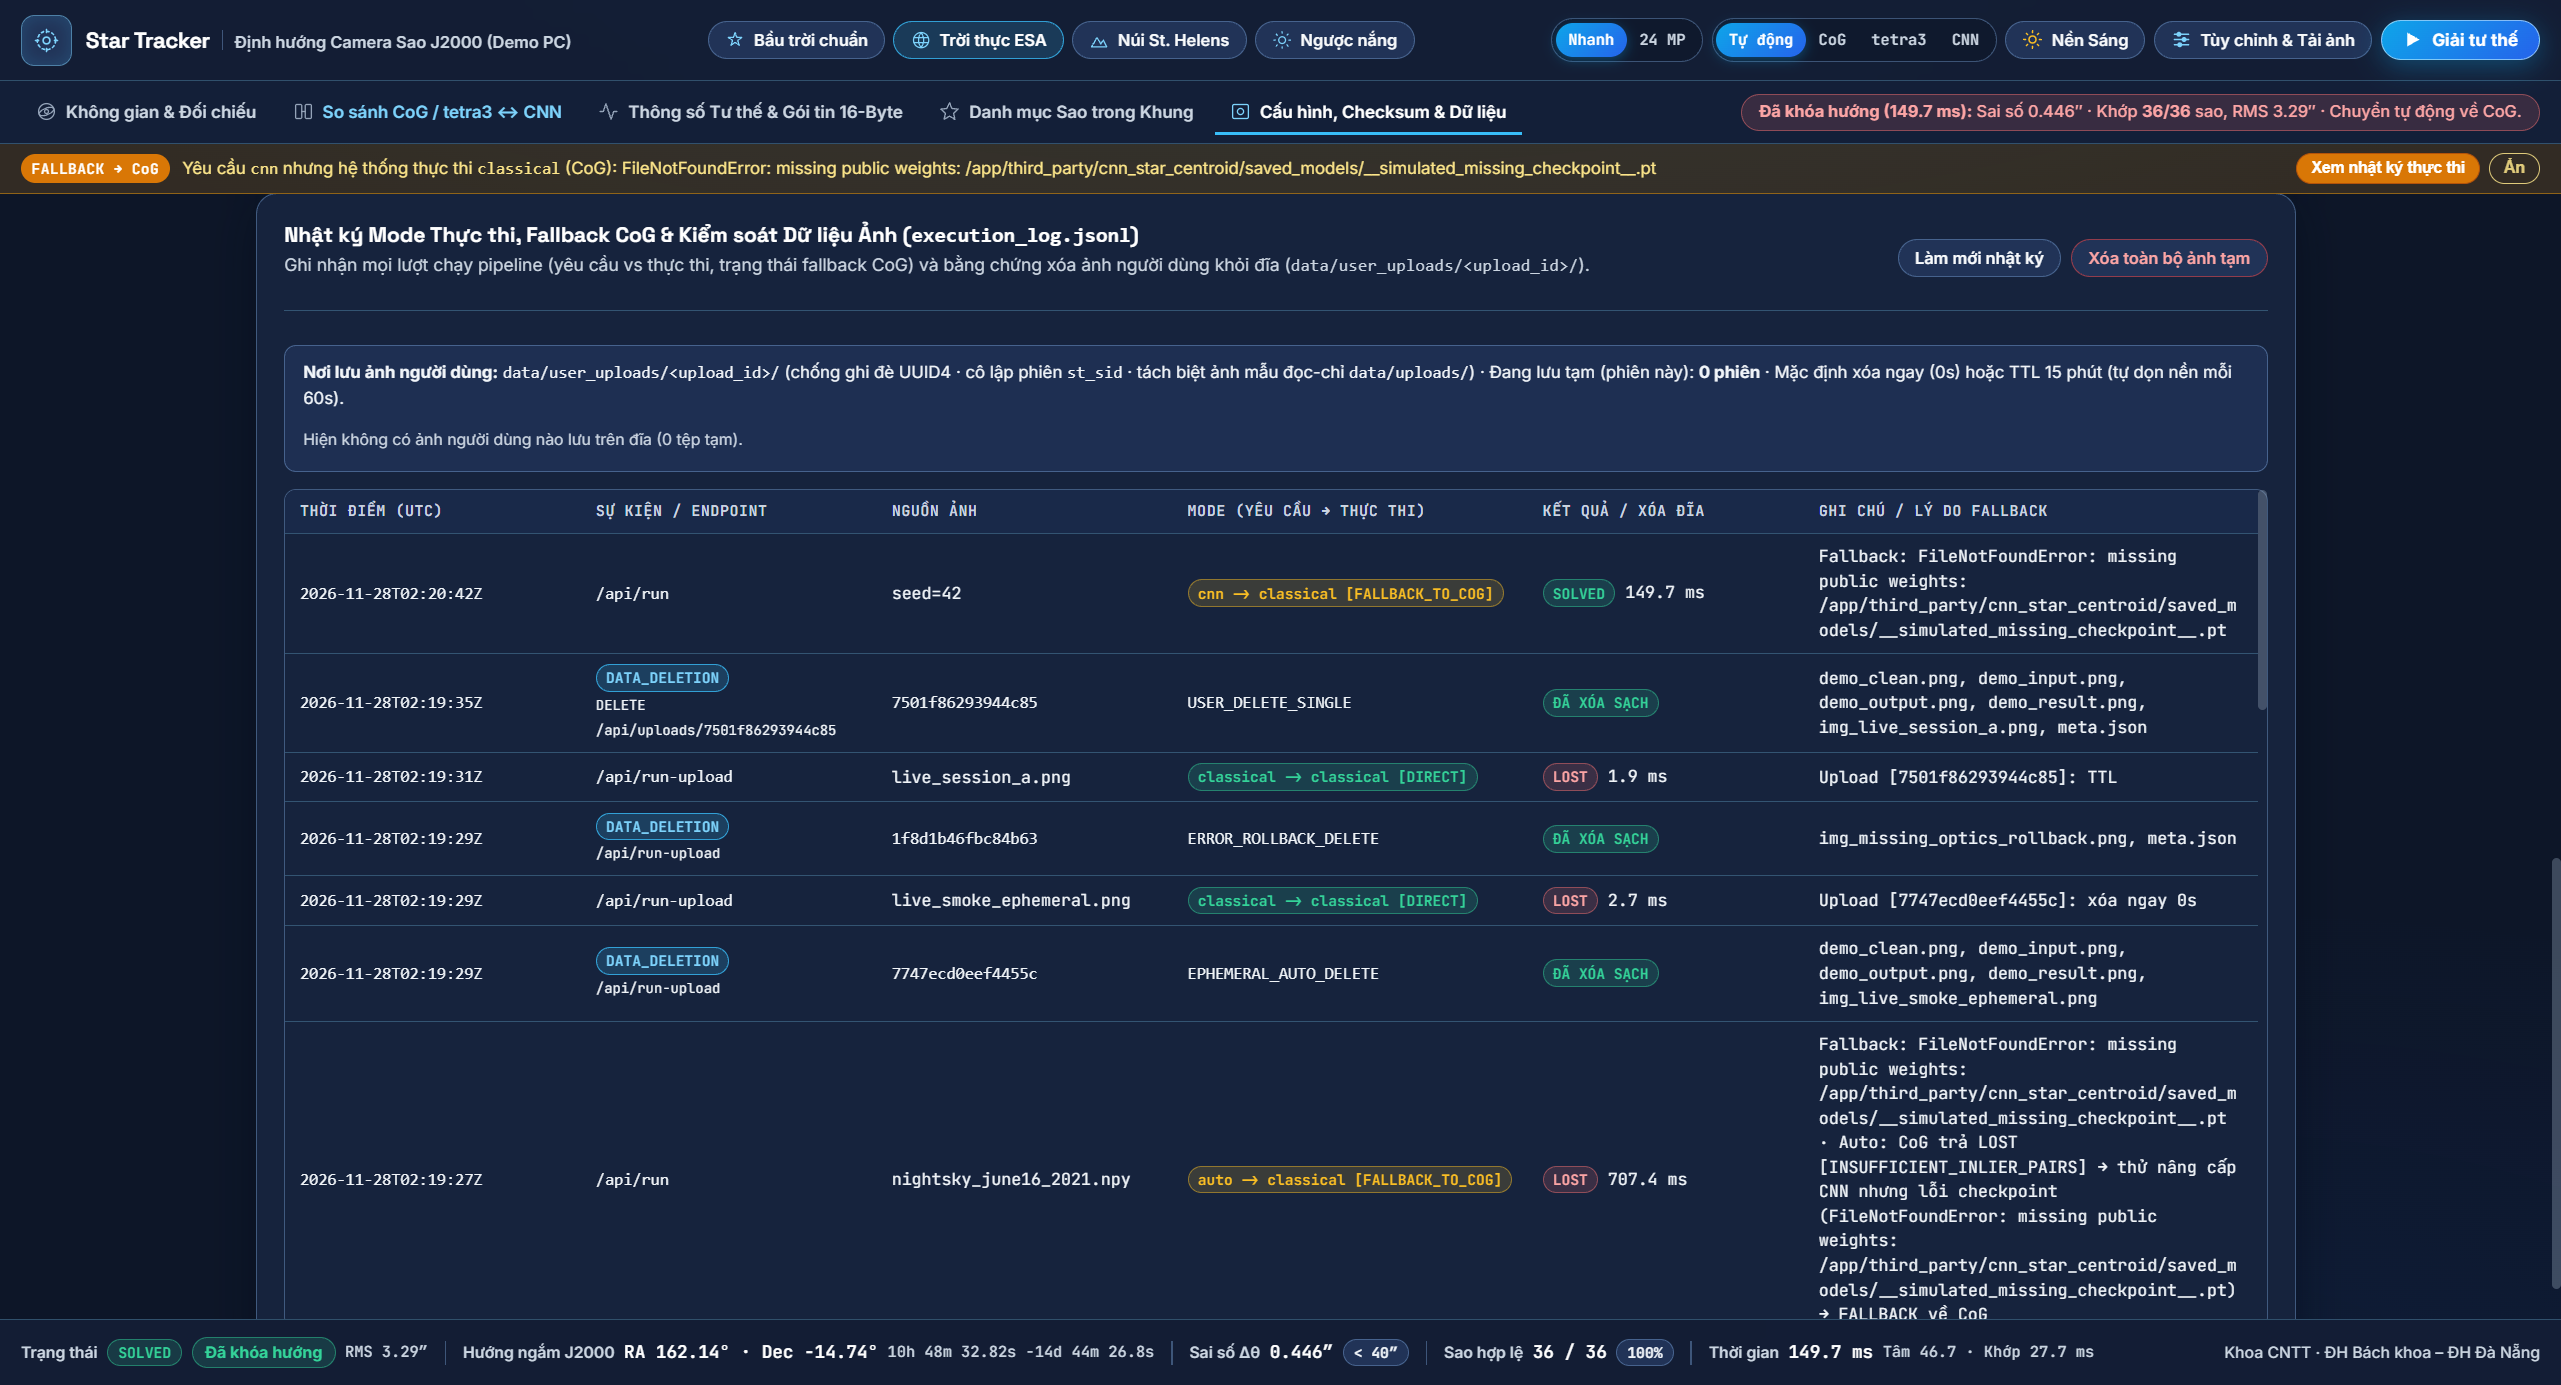 Star Tracker
Định hướng Camera Sao J2000 (Demo PC)
Bầu trời chuẩn
Trời thực ESA
Núi St. Helens
Ngược nắng
Nhanh
24 MP
Tự động
CoG
tetra3
CNN
Nền Sáng
Tùy chỉnh & Tải ảnh
Giải tư thế
Không gian & Đối chiếu
So sánh CoG / tetra3 ↔ CNN
Thông số Tư thế & Gói tin 16-Byte
Danh mục Sao trong Khung
Cấu hình, Checksum & Dữ liệu
Đã khóa hướng (149.7 ms): Sai số 0.446″ · Khớp 36/36 sao, RMS 3.29″ · Chuyển tự động về CoG.
FALLBACK → CoG
Yêu cầu cnn nhưng hệ thống thực thi classical (CoG): FileNotFoundError: missing public weights: /app/third_party/cnn_star_centroid/saved_models/__simulated_missing_checkpoint__.pt
Xem nhật ký thực thi
Ẩn
Nhật ký Mode Thực thi, Fallback CoG & Kiểm soát Dữ liệu Ảnh (execution_log.jsonl)
Ghi nhận mọi lượt chạy pipeline (yêu cầu vs thực thi, trạng thái fallback CoG) và bằng chứng xóa ảnh người dùng khỏi đĩa (data/user_uploads/<upload_id>/).
Làm mới nhật ký
Xóa toàn bộ ảnh tạm
Nơi lưu ảnh người dùng: data/user_uploads/<upload_id>/ (chống ghi đè UUID4 · cô lập phiên st_sid · tách biệt ảnh mẫu đọc-chỉ data/uploads/) · Đang lưu tạm (phiên này): 0 phiên · Mặc định xóa ngay (0s) hoặc TTL 15 phút (tự dọn nền mỗi
60s).
Hiện không có ảnh người dùng nào lưu trên đĩa (0 tệp tạm).
THỜI ĐIỂM (UTC)
SỰ KIỆN / ENDPOINT
NGUỒN ẢNH
MODE (YÊU CẦU → THỰC THI)
KẾT QUẢ / XÓA ĐĨA
GHI CHÚ / LÝ DO FALLBACK
2026-11-28T02:20:42Z
/api/run
seed=42
cnn → classical [FALLBACK_TO_COG]
SOLVED 149.7 ms
Fallback: FileNotFoundError: missing
public weights:
/app/third_party/cnn_star_centroid/saved_m
odels/__simulated_missing_checkpoint__.pt
2026-11-28T02:19:35Z
DATA_DELETION
DELETE
/api/uploads/7501f86293944c85
7501f86293944c85
USER_DELETE_SINGLE
ĐÃ XÓA SẠCH
demo_clean.png, demo_input.png,
demo_output.png, demo_result.png,
img_live_session_a.png, meta.json
2026-11-28T02:19:31Z
/api/run-upload
live_session_a.png
classical → classical [DIRECT]
LOST 1.9 ms
Upload [7501f86293944c85]: TTL
2026-11-28T02:19:29Z
DATA_DELETION
/api/run-upload
1f8d1b46fbc84b63
ERROR_ROLLBACK_DELETE
ĐÃ XÓA SẠCH
img_missing_optics_rollback.png, meta.json
2026-11-28T02:19:29Z
/api/run-upload
live_smoke_ephemeral.png
classical → classical [DIRECT]
LOST 2.7 ms
Upload [7747ecd0eef4455c]: xóa ngay 0s
2026-11-28T02:19:29Z
DATA_DELETION
/api/run-upload
7747ecd0eef4455c
EPHEMERAL_AUTO_DELETE
ĐÃ XÓA SẠCH
demo_clean.png, demo_input.png,
demo_output.png, demo_result.png,
img_live_smoke_ephemeral.png
2026-11-28T02:19:27Z
/api/run
nightsky_june16_2021.npy
auto → classical [FALLBACK_TO_COG]
LOST 707.4 ms
Fallback: FileNotFoundError: missing
public weights:
/app/third_party/cnn_star_centroid/saved_m
odels/__simulated_missing_checkpoint__.pt
· Auto: CoG trả LOST
[INSUFFICIENT_INLIER_PAIRS] → thử nâng cấp
CNN nhưng lỗi checkpoint
(FileNotFoundError: missing public
weights:
/app/third_party/cnn_star_centroid/saved_m
odels/__simulated_missing_checkpoint__.pt)
→ FALLBACK về CoG
Trạng thái SOLVED Đã khóa hướng RMS 3.29″
Hướng ngắm J2000 RA 162.14° · Dec -14.74° 10h 48m 32.82s -14d 44m 26.8s
Sai số Δθ 0.446″ < 40″
Sao hợp lệ 36 / 36 100%
Thời gian 149.7 ms Tâm 46.7 · Khớp 27.7 ms
Khoa CNTT · ĐH Bách khoa – ĐH Đà Nẵng